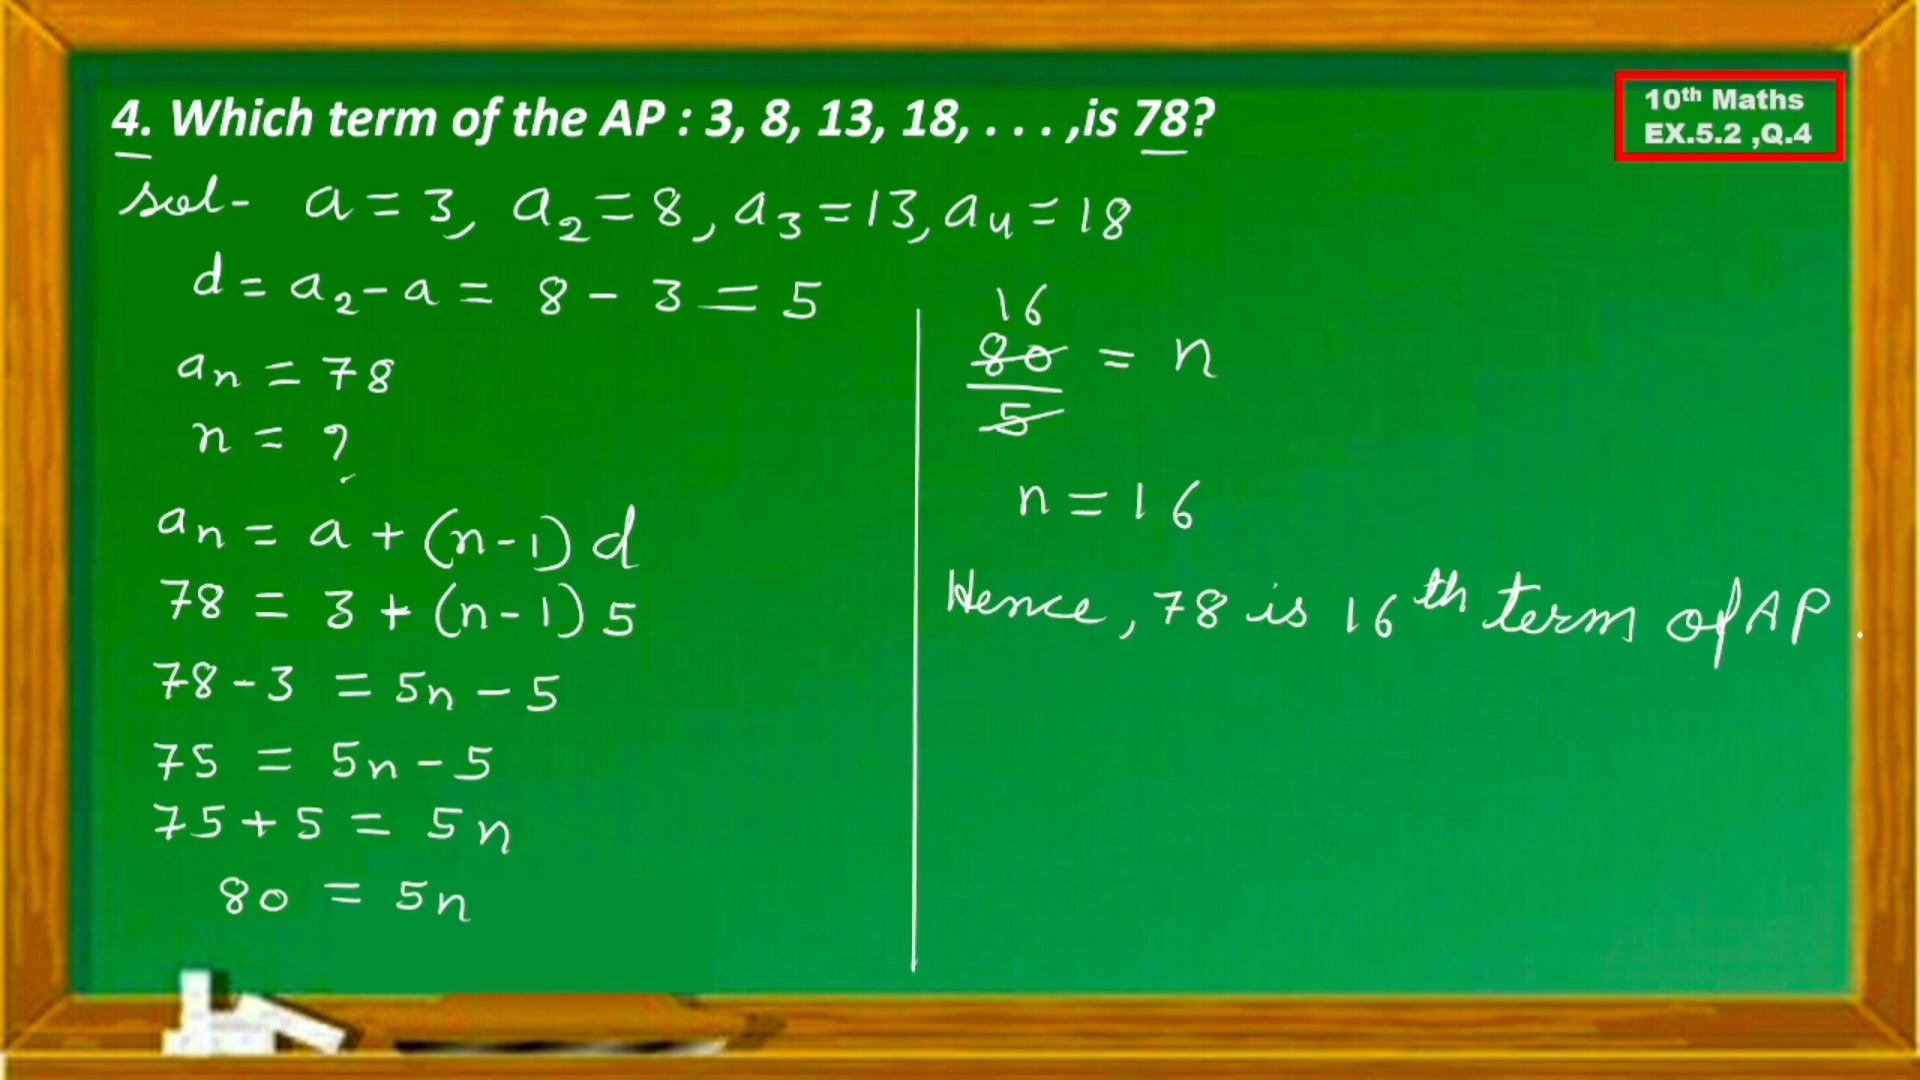 4. Which term of the AP : 3, 8, 13, 18, . . . ,is 78?
10th Maths
EX.5.2 ,Q.4
sol- a = 3, a2 = 8, a3 = 13, a4 = 18
d = a2 - a = 8 - 3 = 5
an = 78
n = ?
an = a + (n-1) d
78 = 3 + (n-1) 5
78 - 3 = 5n - 5
75 = 5n - 5
75 + 5 = 5n
80 = 5n
16
80 = n
5
n = 16
Hence, 78 is 16th term of AP.